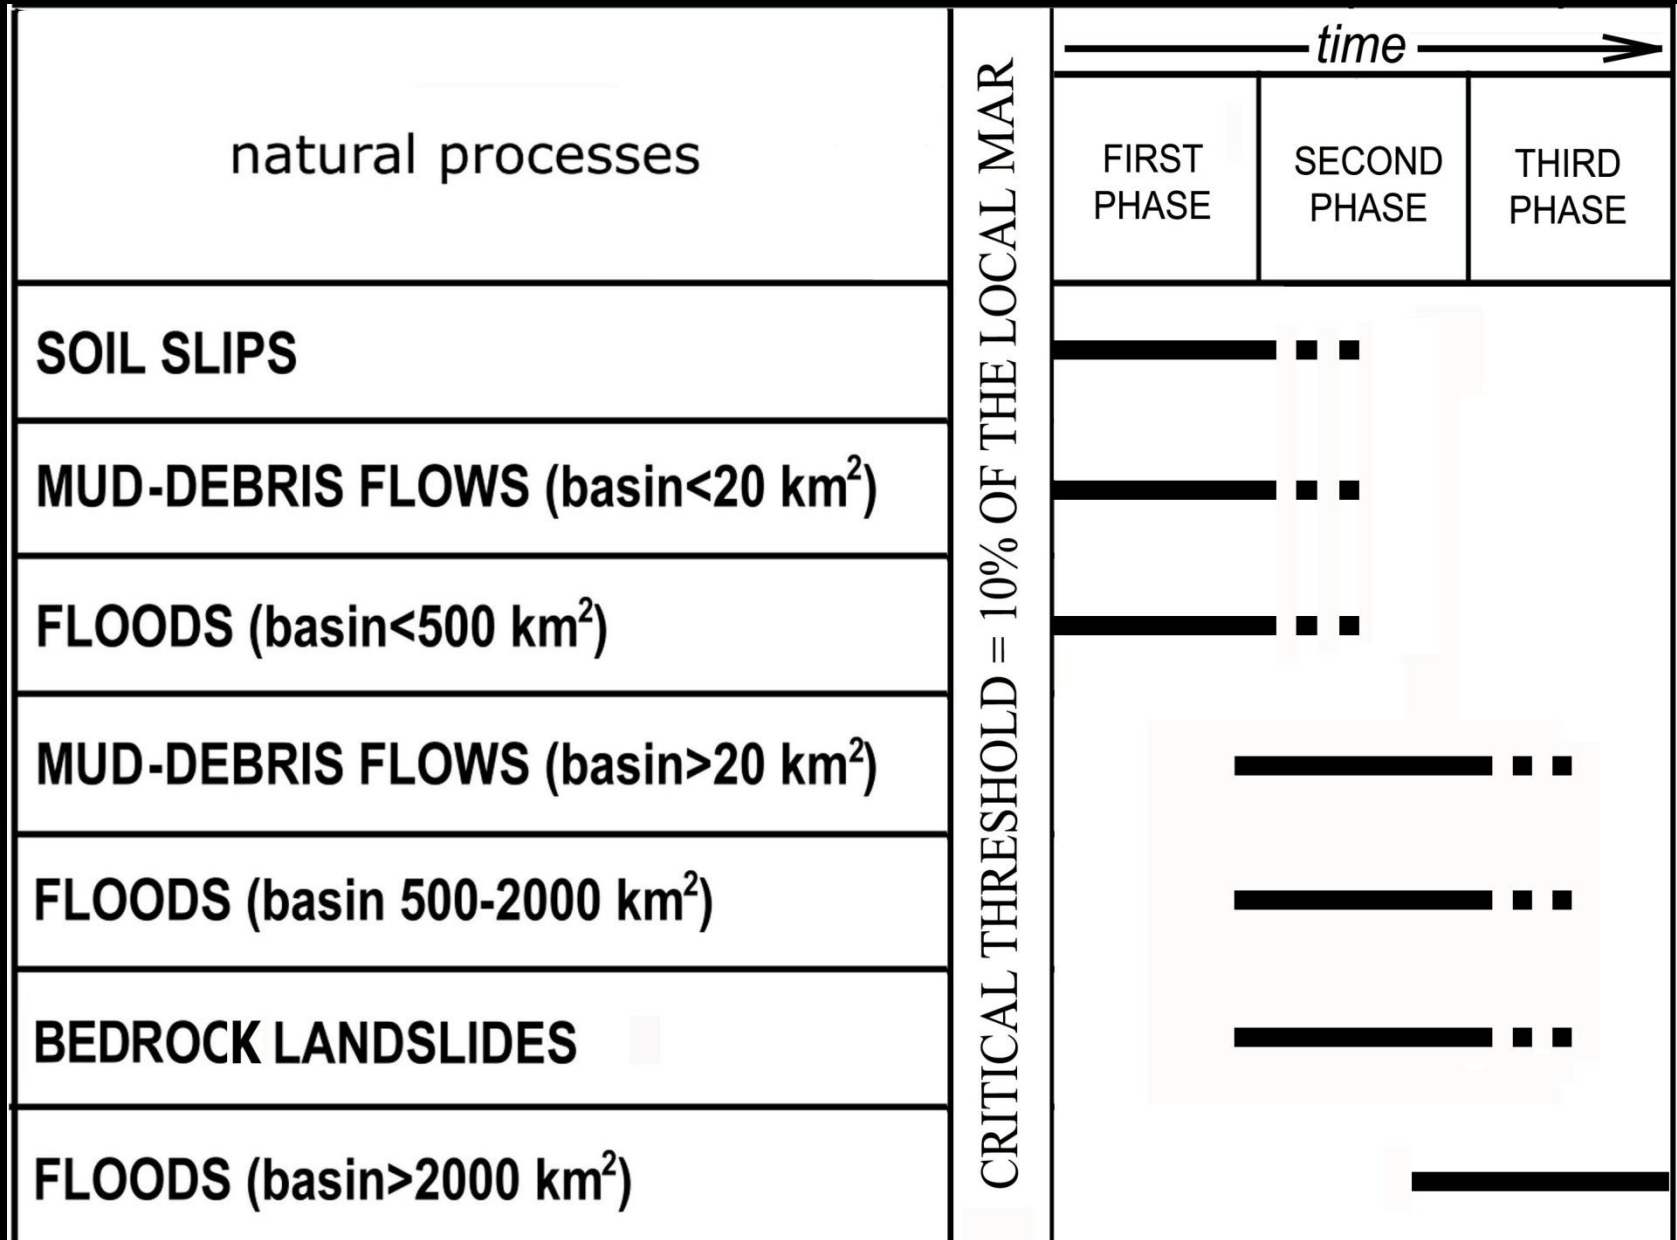 natural processes
CRITICAL THRESHOLD = 10% OF THE LOCAL MAR
time
FIRST
PHASE
SECOND
PHASE
THIRD
PHASE
SOIL SLIPS
MUD-DEBRIS FLOWS (basin<20 km²)
FLOODS (basin<500 km²)
MUD-DEBRIS FLOWS (basin>20 km²)
FLOODS (basin 500-2000 km²)
BEDROCK LANDSLIDES
FLOODS (basin>2000 km²)